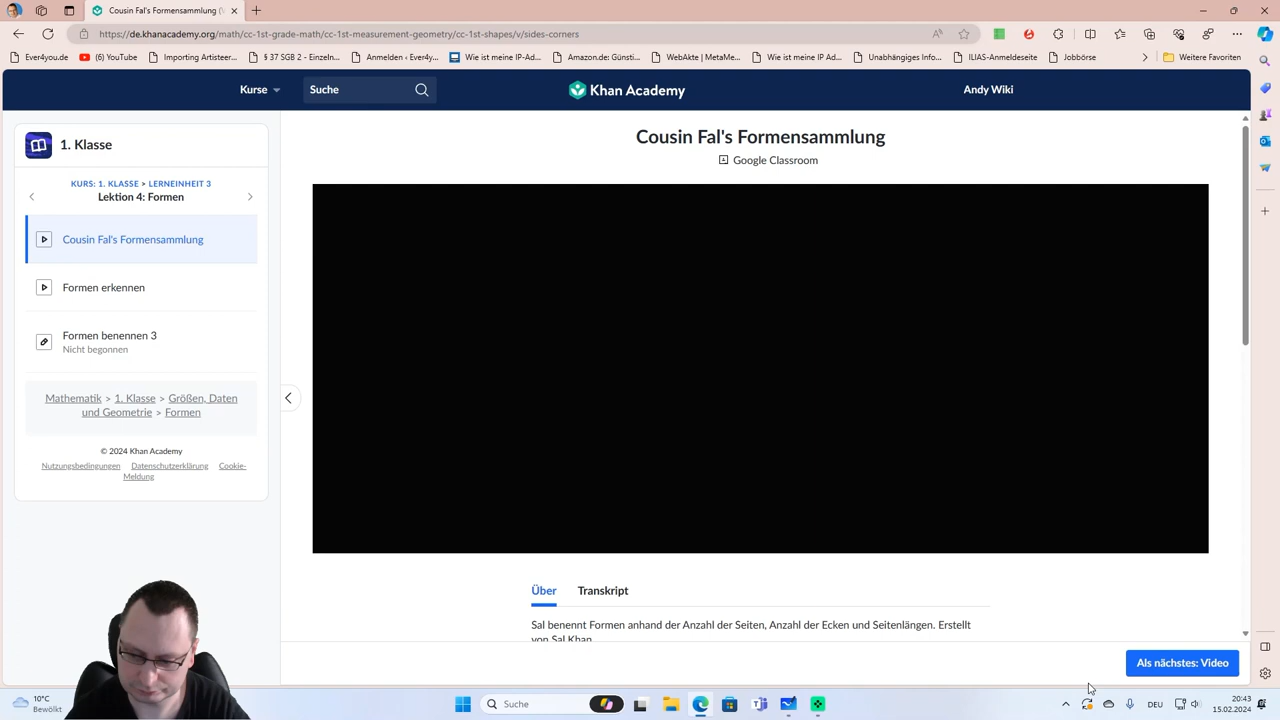 Cousin Fal's Formensammlung (V
https://de.khanacademy.org/math/cc-1st-grade-math/cc-1st-measurement-geometry/cc-1st-shapes/v/sides-corners
Ever4you.de
(6) YouTube
Importing Artisteer...
§ 37 SGB 2 - Einzeln...
Anmelden ‹ Ever4y...
Wie ist meine IP-Ad...
Amazon.de: Günsti...
WebAkte | MetaMe...
Wie ist meine IP-Ad...
Unabhängiges Info...
ILIAS-Anmeldeseite
Jobbörse
Weitere Favoriten
Kurse
Suche
Khan Academy
Andy Wiki
1. Klasse
KURS: 1. KLASSE > LERNEINHEIT 3
Lektion 4: Formen
Cousin Fal's Formensammlung
Formen erkennen
Formen benennen 3
Nicht begonnen
Mathematik > 1. Klasse > Größen, Daten
und Geometrie > Formen
© 2024 Khan Academy
Nutzungsbedingungen Datenschutzerklärung Cookie-
Meldung
Cousin Fal's Formensammlung
Google Classroom
Über
Transkript
Sal benennt Formen anhand der Anzahl der Seiten, Anzahl der Ecken und Seitenlängen. Erstellt
von Sal Khan
Als nächstes: Video
10°C
Bewölkt
Suche
DEU
20:43
15.02.2024